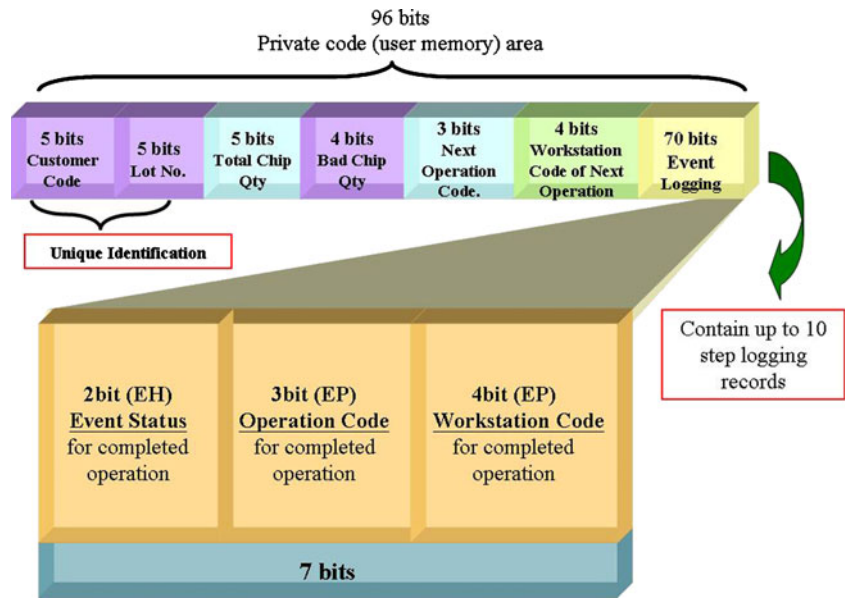 96 bits
Private code (user memory) area
5 bits
Customer
Code
5 bits
Lot No.
5 bits
Total Chip
Qty
4 bits
Bad Chip
Qty
3 bits
Next
Operation
Code.
4 bits
Workstation
Code of Next
Operation
70 bits
Event
Logging
Unique Identification
Contain up to 10
step logging
records
2bit (EH)
Event Status
for completed
operation
3bit (EP)
Operation Code
for completed
operation
4bit (EP)
Workstation Code
for completed
operation
7 bits